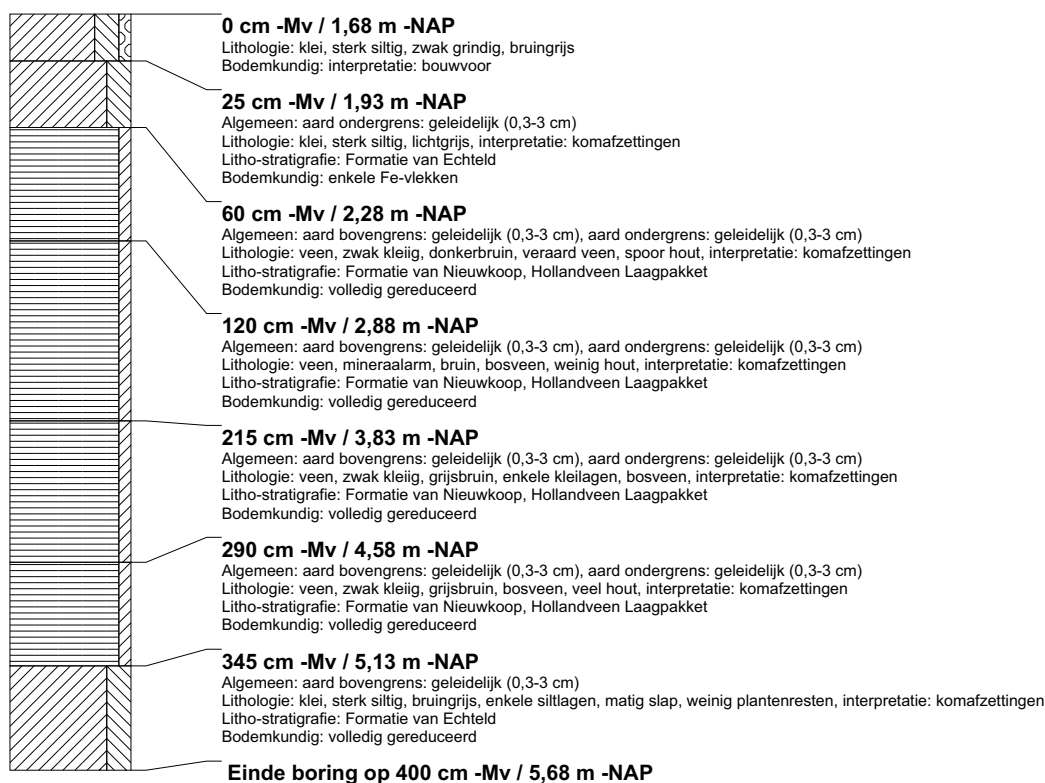 0 cm -Mv / 1,68 m -NAP
Lithologie: klei, sterk siltig, zwak grindig, bruingrijs
Bodemkundig: interpretatie: bouwvoor
25 cm -Mv / 1,93 m -NAP
Algemeen: aard ondergrens: geleidelijk (0,3-3 cm)
Lithologie: klei, sterk siltig, lichtgrijs, interpretatie: komafzettingen
Litho-stratigrafie: Formatie van Echteld
Bodemkundig: enkele Fe-vlekken
60 cm -Mv / 2,28 m -NAP
Algemeen: aard bovengrens: geleidelijk (0,3-3 cm), aard ondergrens: geleidelijk (0,3-3 cm)
Lithologie: veen, zwak kleiig, donkerbruin, veraard veen, spoor hout, interpretatie: komafzettingen
Litho-stratigrafie: Formatie van Nieuwkoop, Hollandveen Laagpakket
Bodemkundig: volledig gereduceerd
120 cm -Mv / 2,88 m -NAP
Algemeen: aard bovengrens: geleidelijk (0,3-3 cm), aard ondergrens: geleidelijk (0,3-3 cm)
Lithologie: veen, mineraalarm, bruin, bosveen, weinig hout, interpretatie: komafzettingen
Litho-stratigrafie: Formatie van Nieuwkoop, Hollandveen Laagpakket
Bodemkundig: volledig gereduceerd
215 cm -Mv / 3,83 m -NAP
Algemeen: aard bovengrens: geleidelijk (0,3-3 cm), aard ondergrens: geleidelijk (0,3-3 cm)
Lithologie: veen, zwak kleiig, grijsbruin, enkele kleilagen, bosveen, interpretatie: komafzettingen
Litho-stratigrafie: Formatie van Nieuwkoop, Hollandveen Laagpakket
Bodemkundig: volledig gereduceerd
290 cm -Mv / 4,58 m -NAP
Algemeen: aard bovengrens: geleidelijk (0,3-3 cm), aard ondergrens: geleidelijk (0,3-3 cm)
Lithologie: veen, zwak kleiig, grijsbruin, bosveen, veel hout, interpretatie: komafzettingen
Litho-stratigrafie: Formatie van Nieuwkoop, Hollandveen Laagpakket
Bodemkundig: volledig gereduceerd
345 cm -Mv / 5,13 m -NAP
Algemeen: aard bovengrens: geleidelijk (0,3-3 cm)
Lithologie: klei, sterk siltig, bruingrijs, enkele siltlagen, matig slap, weinig plantenresten, interpretatie: komafzettingen
Litho-stratigrafie: Formatie van Echteld
Bodemkundig: volledig gereduceerd
Einde boring op 400 cm -Mv / 5,68 m -NAP